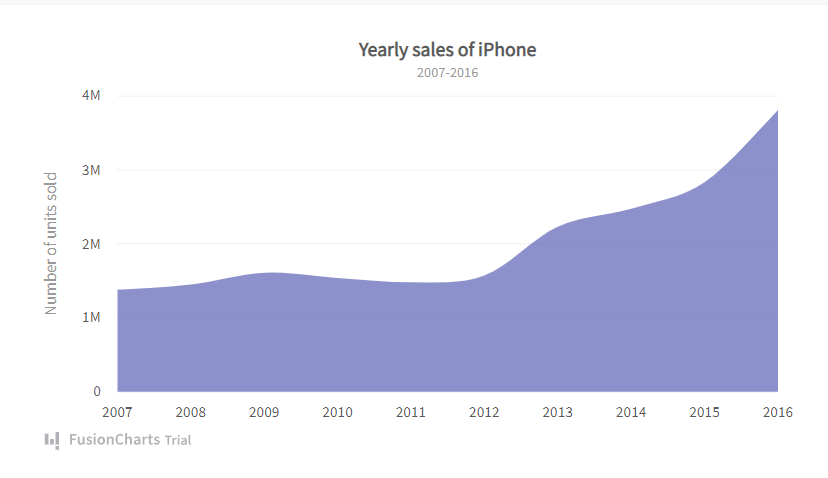 Yearly sales of iPhone
2007-2016
Number of units sold
4M
3M
2M
1M
0
2007 2008 2009 2010 2011 2012 2013 2014 2015 2016
FusionCharts Trial